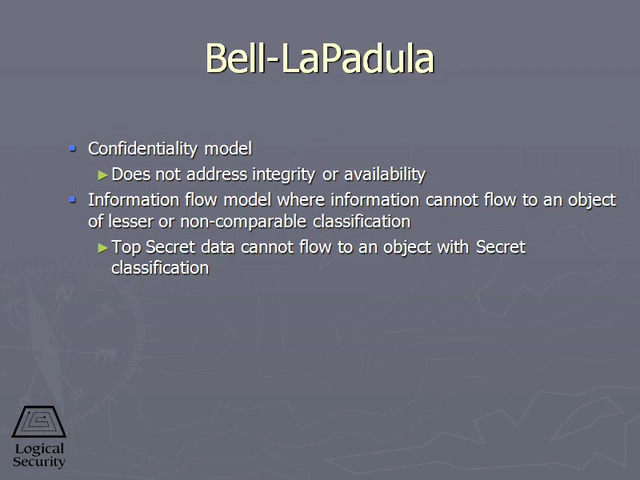 Bell-LaPadula
Confidentiality model
Does not address integrity or availability
Information flow model where information cannot flow to an object
of lesser or non-comparable classification
Top Secret data cannot flow to an object with Secret
classification
Logical
Security